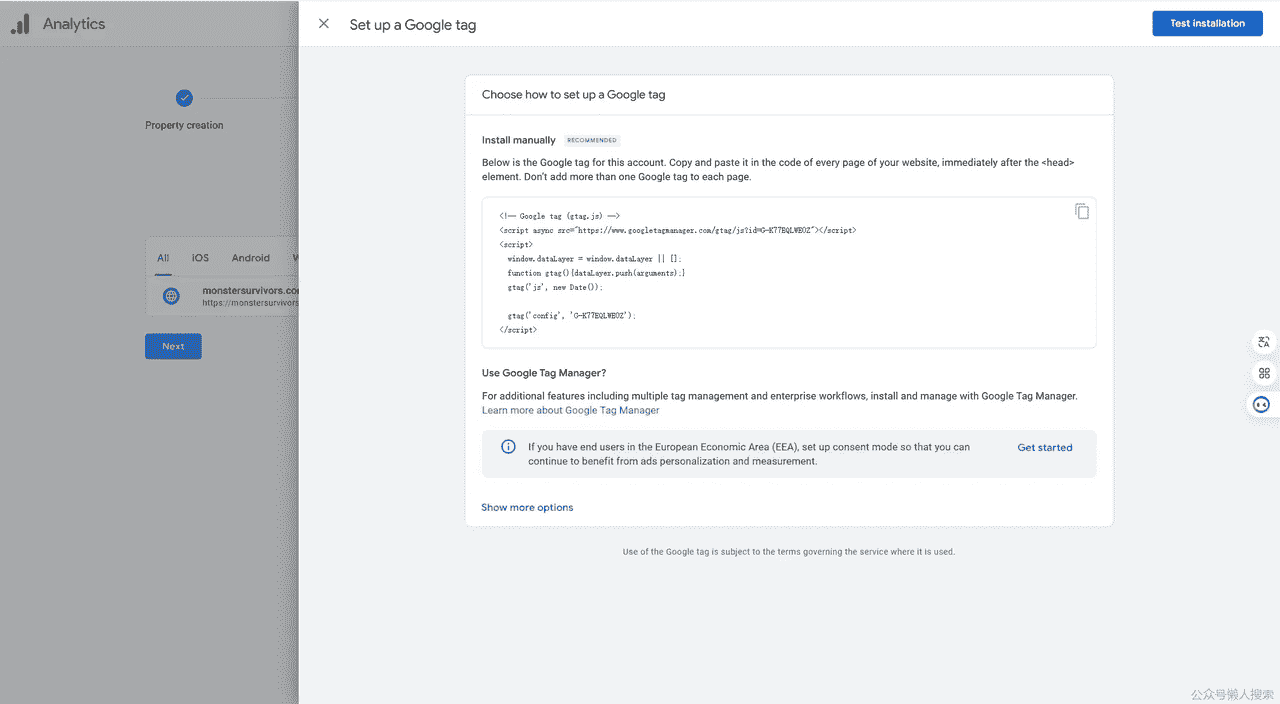 Analytics
Set up a Google tag
Test installation
Property creation
Choose how to set up a Google tag
Install manually RECOMMENDED
Below is the Google tag for this account. Copy and paste it in the code of every page of your website, immediately after the <head>
element. Don't add more than one Google tag to each page.
<!-- Google tag (gtag.js) -->
<script async src="https://www.googletagmanager.com/gtag/js?id=G-K77EQLWE0Z"></script>
<script>
window.dataLayer = window.dataLayer || [];
function gtag(){dataLayer.push(arguments);}
gtag('js', new Date());
gtag('config', 'G-K77EQLWE0Z');
</script>
All iOS Android W
monstersurvivors.co
https://monstersurvivors.
Next
Use Google Tag Manager?
For additional features including multiple tag management and enterprise workflows, install and manage with Google Tag Manager.
Learn more about Google Tag Manager
If you have end users in the European Economic Area (EEA), set up consent mode so that you can
continue to benefit from ads personalization and measurement.
Get started
Show more options
Use of the Google tag is subject to the terms governing the service where it is used.
公众号懒人搜索